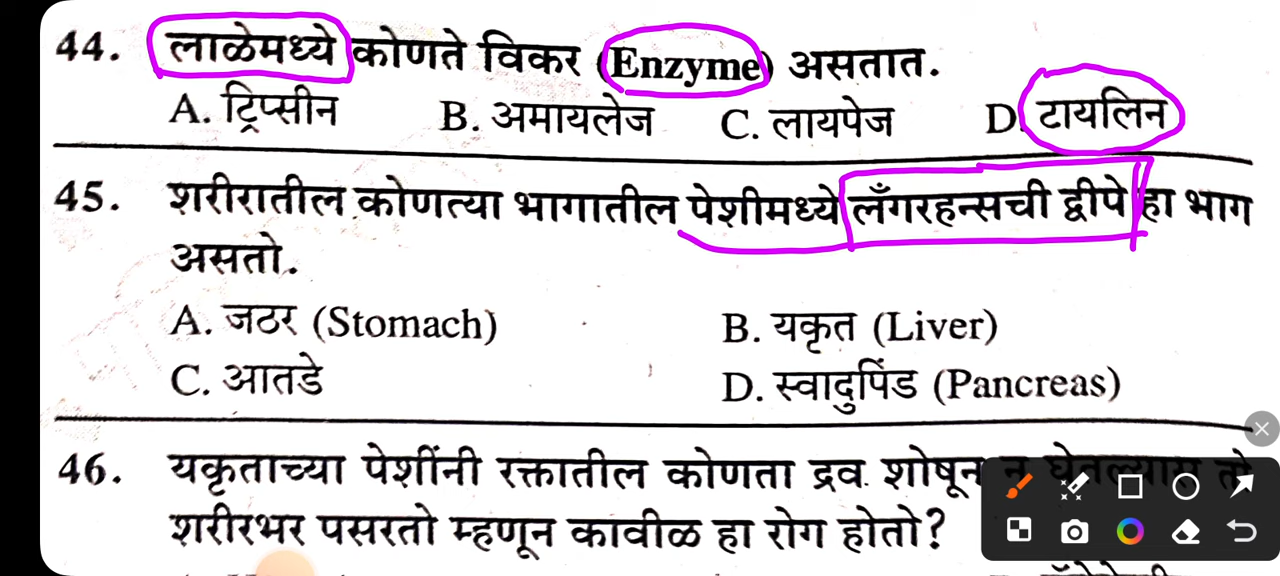 44. लाळेमध्ये कोणते विकर (Enzyme) असतात.
A. ट्रिप्सीन B. अमायलेज C. लायपेज D. टायलिन
45. शरीरातील कोणत्या भागातील पेशीमध्ये लँगरहन्सची द्वीपे हा भाग
असतो.
A. जठर (Stomach) B. यकृत (Liver)
C. आतडे D. स्वादुपिंड (Pancreas)
46. यकृताच्या पेशींनी रक्तातील कोणता द्रव शोषून न घेतल्यास तो
शरीरभर पसरतो म्हणून कावीळ हा रोग होतो?